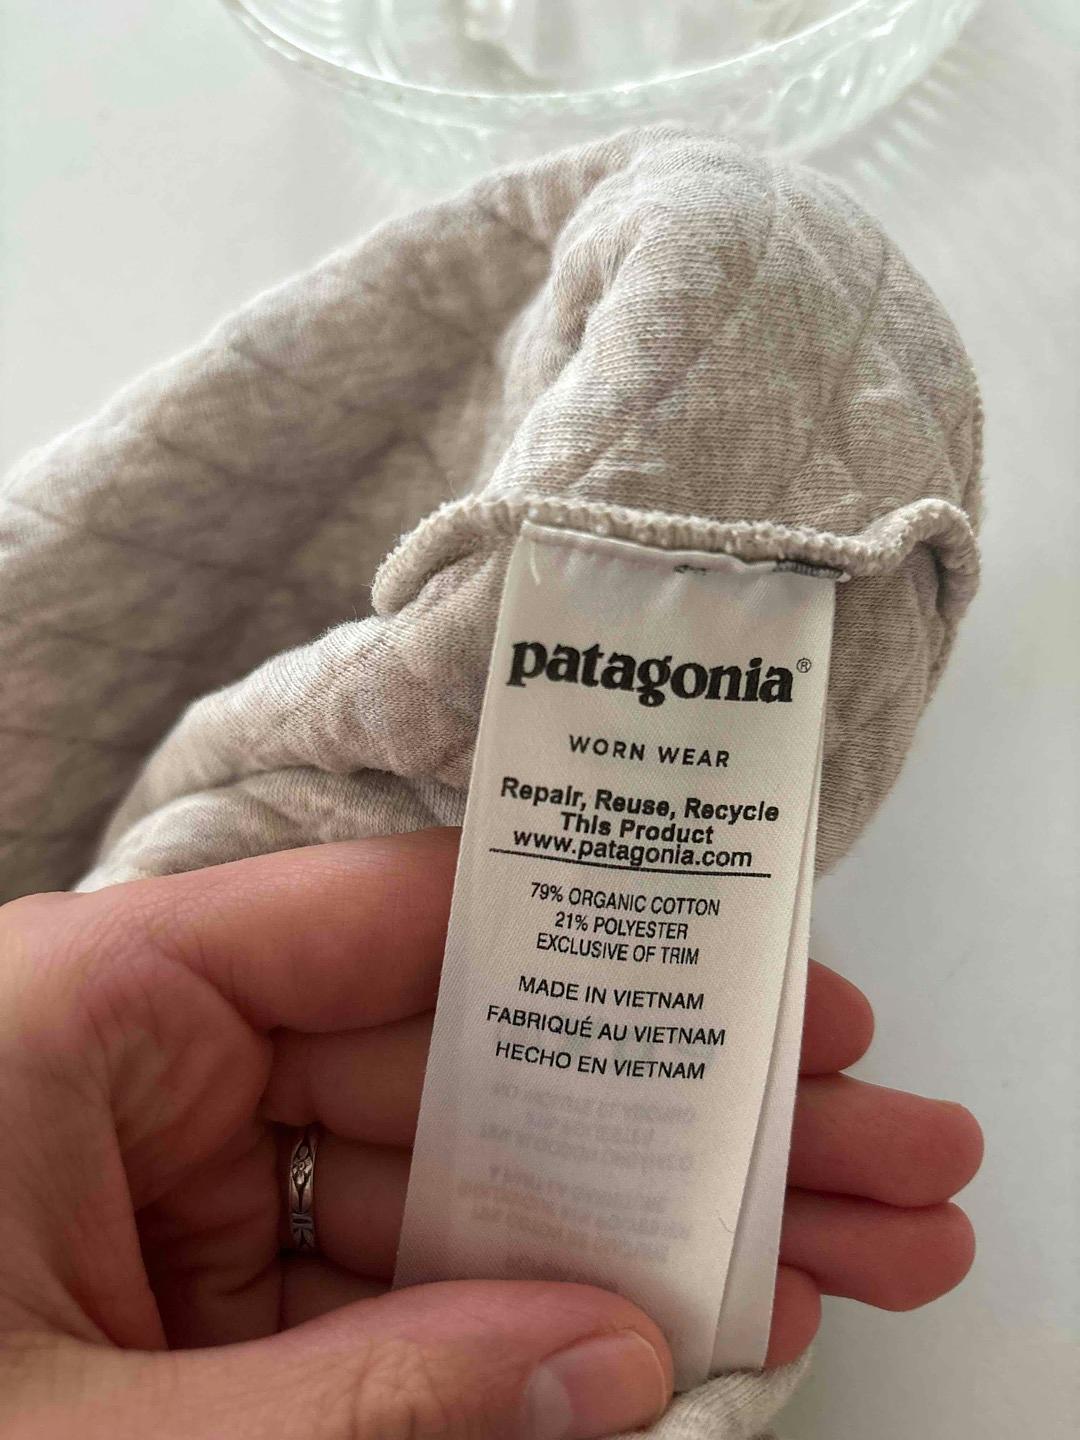 patagonia®
WORN WEAR
Repair, Reuse, Recycle
This Product
www.patagonia.com
79% ORGANIC COTTON
21% POLYESTER
EXCLUSIVE OF TRIM
MADE IN VIETNAM
FABRIQUÉ AU VIETNAM
HECHO EN VIETNAM